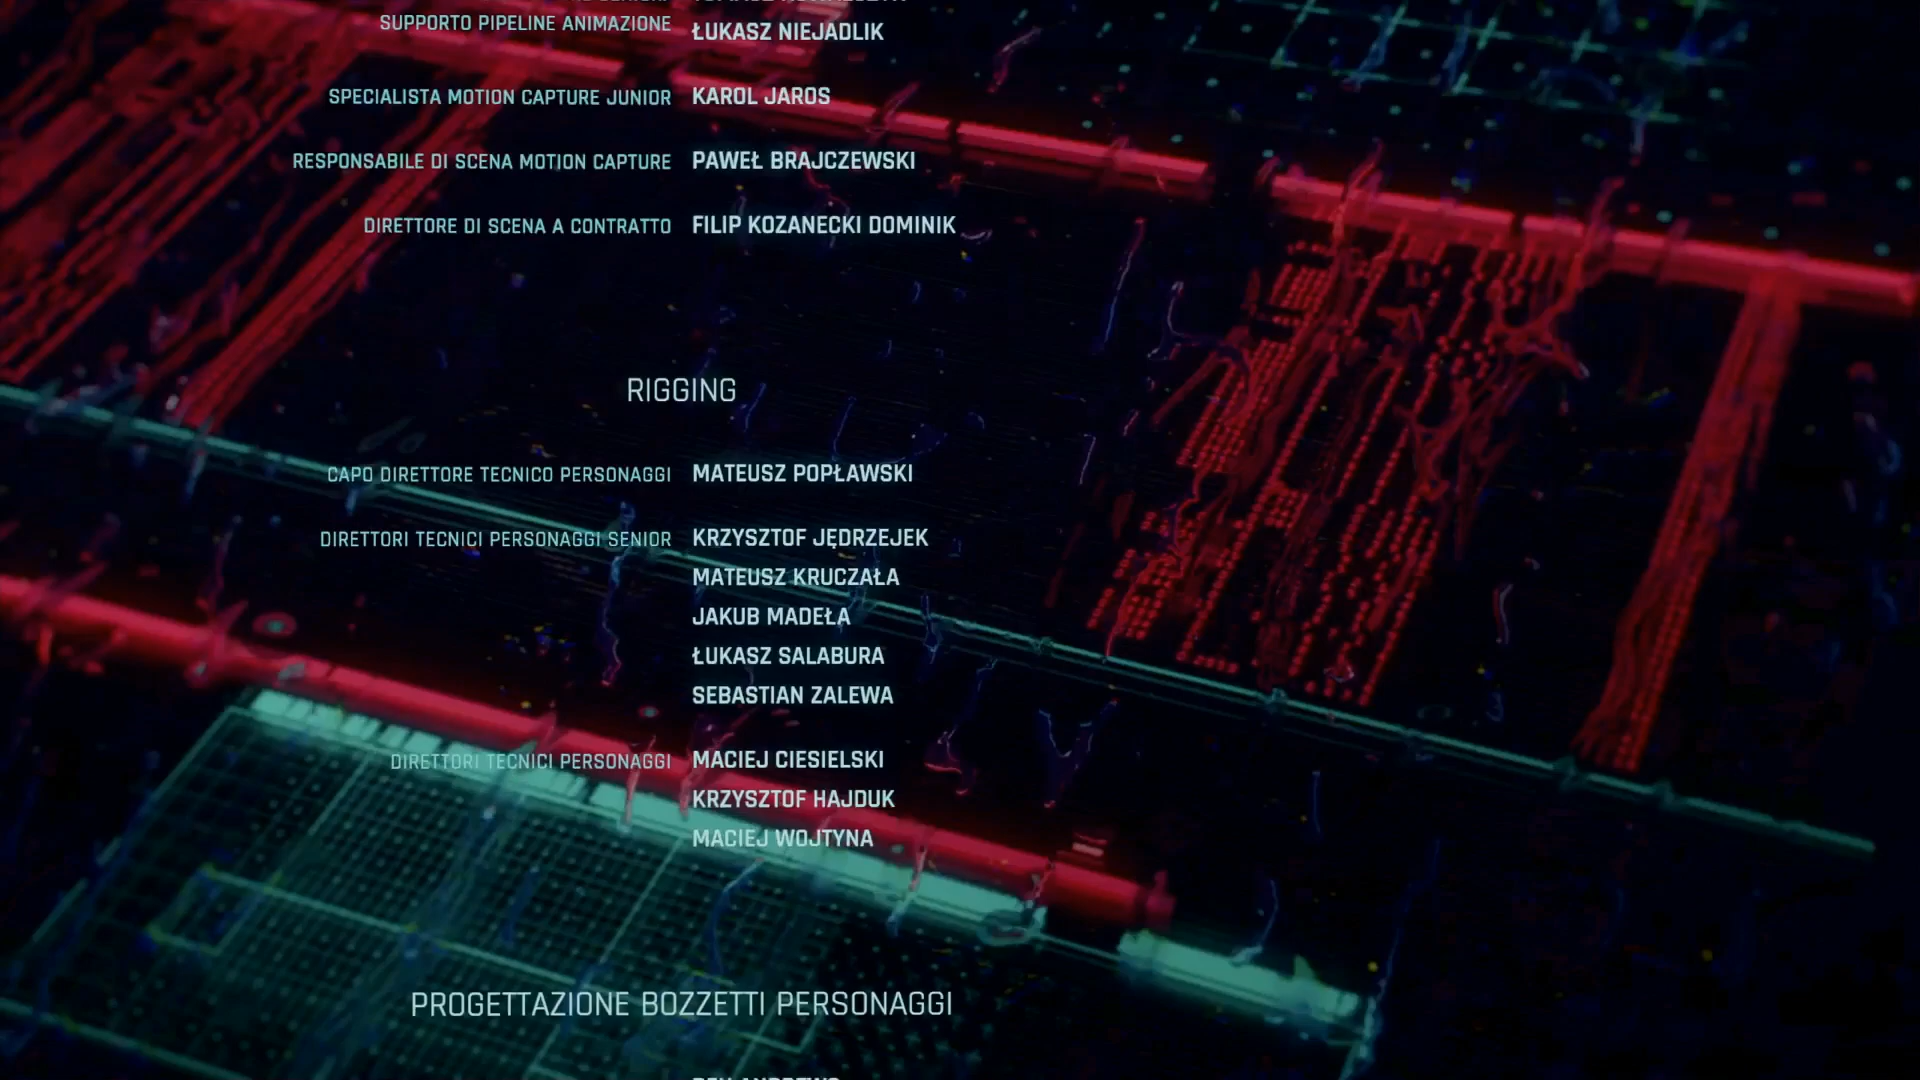 SUPPORTO PIPELINE ANIMAZIONE ŁUKASZ NIEJADLIK
SPECIALISTA MOTION CAPTURE JUNIOR KAROL JAROS
RESPONSABILE DI SCENA MOTION CAPTURE PAWEŁ BRAJCZEWSKI
DIRETTORE DI SCENA A CONTRATTO FILIP KOZANECKI DOMINIK
RIGGING
CAPO DIRETTORE TECNICO PERSONAGGI MATEUSZ POPŁAWSKI
DIRETTORI TECNICI PERSONAGGI SENIOR KRZYSZTOF JĘDRZEJEK
MATEUSZ KRUCZAŁA
JAKUB MADEŁA
ŁUKASZ SALABURA
SEBASTIAN ZALEWA
DIRETTORI TECNICI PERSONAGGI MACIEJ CIESIELSKI
KRZYSZTOF HAJDUK
MACIEJ WOJTYNA
PROGETTAZIONE BOZZETTI PERSONAGGI